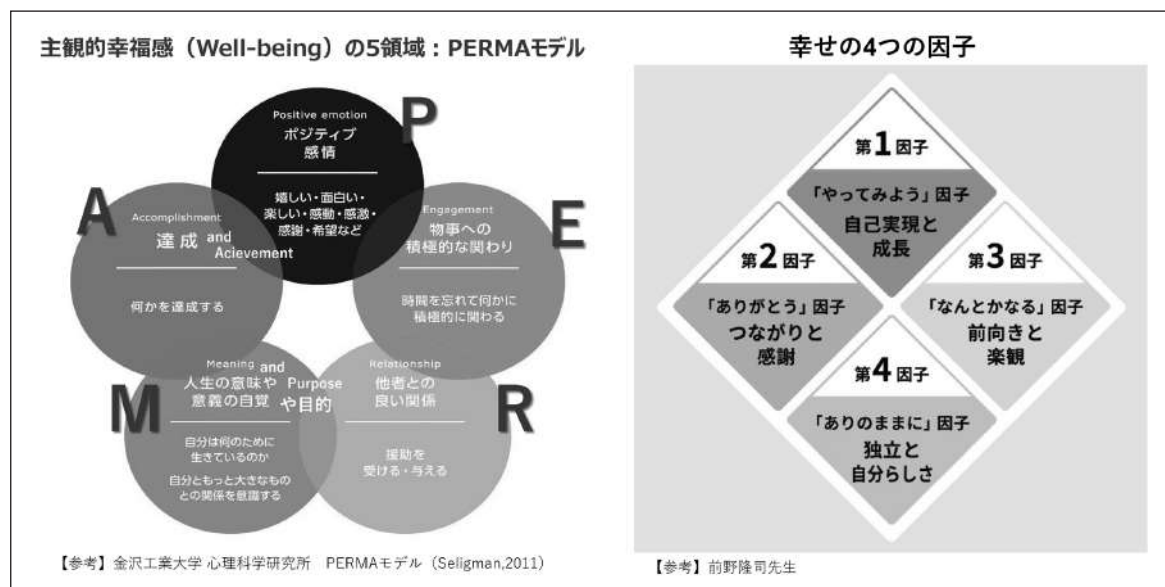 主観的幸福感（Well-being）の5領域：PERMAモデル
P
Positive emotion
ポジティブ
感情
嬉しい・面白い・
楽しい・感動・感激・
感謝・希望など
E
Engagement
物事への
積極的な関わり
時間を忘れて何かに
積極的に関わる
R
Relationship
他者との
良い関係
援助を
受ける・与える
M
Meaning and
人生の意味や Purpose
意義の自覚 や目的
自分は何のために
生きているのか
自分ともっと大きなもの
との関係を意識する
A
Accomplishment
達成 and
Acievement
何かを達成する
【参考】金沢工業大学 心理科学研究所 PERMAモデル（Seligman,2011）
幸せの4つの因子
第1因子
「やってみよう」因子
自己実現と
成長
第2因子
「ありがとう」因子
つながりと
感謝
第3因子
「なんとかなる」因子
前向きと
楽観
第4因子
「ありのままに」因子
独立と
自分らしさ
【参考】前野隆司先生